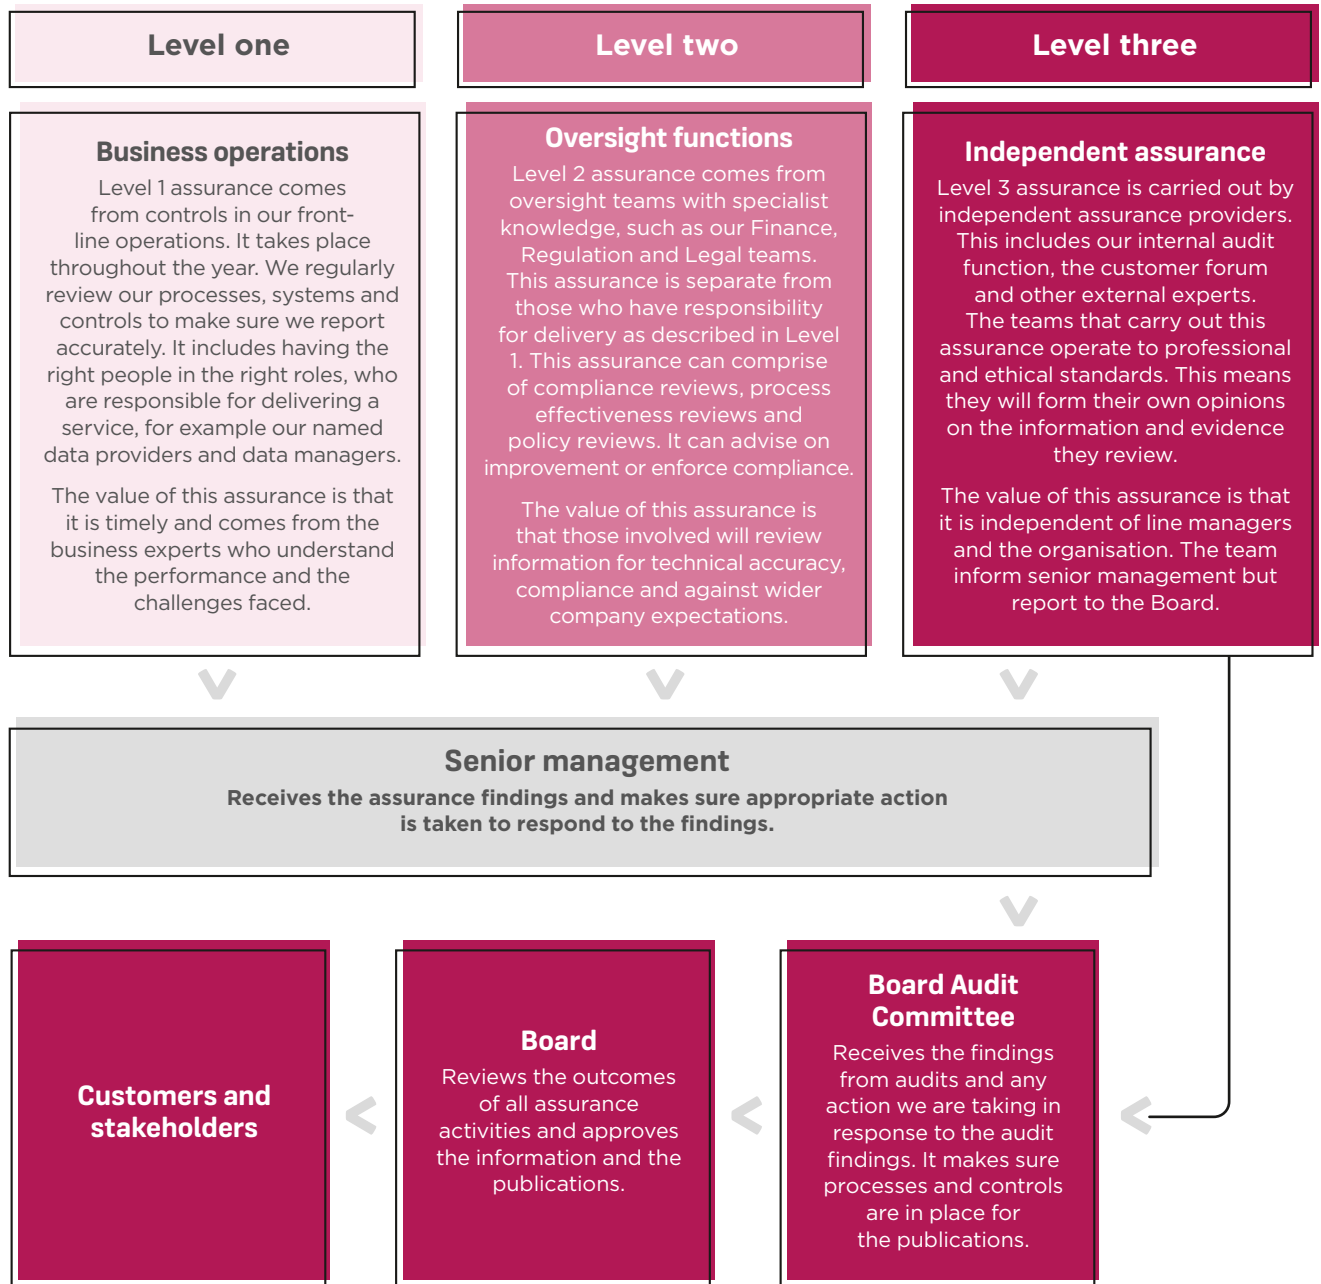 Level one
Level two
Level three
Business operations
Level 1 assurance comes
from controls in our front-
line operations. It takes place
throughout the year. We regularly
review our processes, systems and
controls to make sure we report
accurately. It includes having the
right people in the right roles, who
are responsible for delivering a
service, for example our named
data providers and data managers.
The value of this assurance is that
it is timely and comes from the
business experts who understand
the performance and the
challenges faced.
Oversight functions
Level 2 assurance comes from
oversight teams with specialist
knowledge, such as our Finance,
Regulation and Legal teams.
This assurance is separate from
those who have responsibility
for delivery as described in Level
1. This assurance can comprise
of compliance reviews, process
effectiveness reviews and
policy reviews. It can advise on
improvement or enforce compliance.
The value of this assurance is
that those involved will review
information for technical accuracy,
compliance and against wider
company expectations.
Independent assurance
Level 3 assurance is carried out by
independent assurance providers.
This includes our internal audit
function, the customer forum
and other external experts.
The teams that carry out this
assurance operate to professional
and ethical standards. This means
they will form their own opinions
on the information and evidence
they review.
The value of this assurance is that
it is independent of line managers
and the organisation. The team
inform senior management but
report to the Board.
Senior management
Receives the assurance findings and makes sure appropriate action
is taken to respond to the findings.
Customers and
stakeholders
Board
Reviews the outcomes
of all assurance
activities and approves
the information and the
publications.
Board Audit
Committee
Receives the findings
from audits and any
action we are taking in
response to the audit
findings. It makes sure
processes and controls
are in place for
the publications.